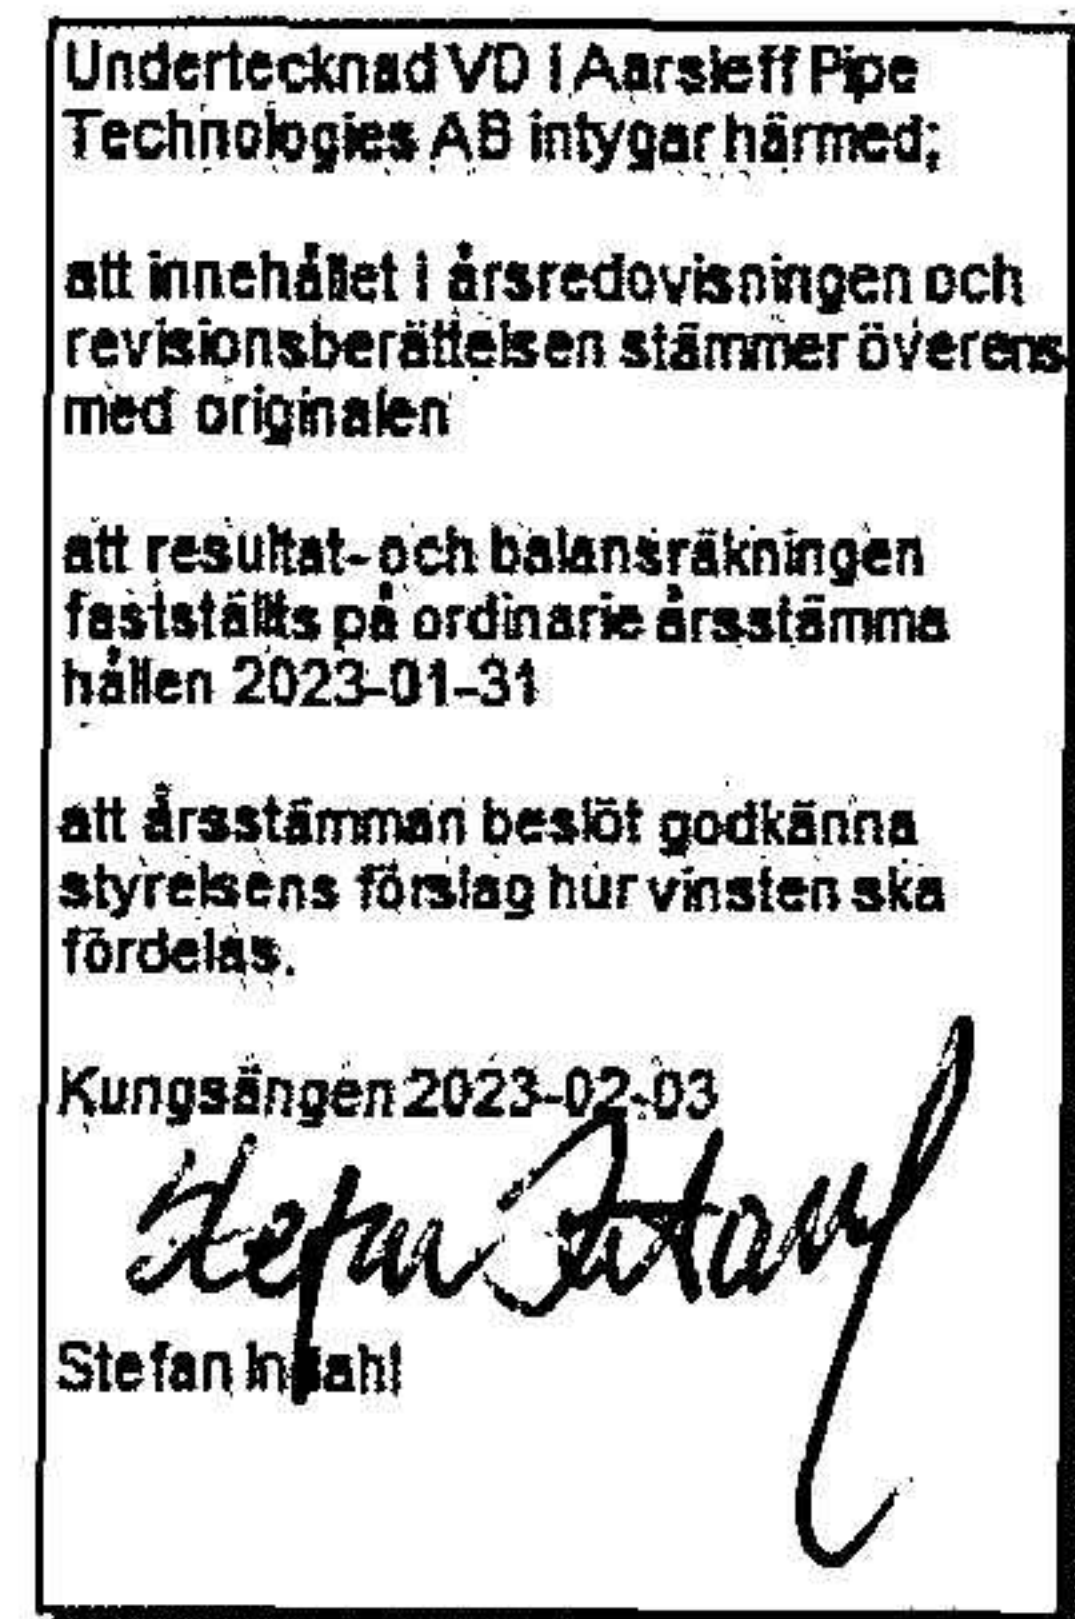 Undertecknad VD i Aarsleff Pipe
Technologies AB intygar härmed;
att innehållet i årsredovisningen och
revisionsberättelsen stämmer överens
med originalen
att resultat- och balansräkningen
fastställts på ordinarie årsstämma
hållen 2023-01-31
att årsstämman beslöt godkänna
styrelsens förslag hur vinsten ska
fördelas.
Kungsängen 2023-02-03
Stefan